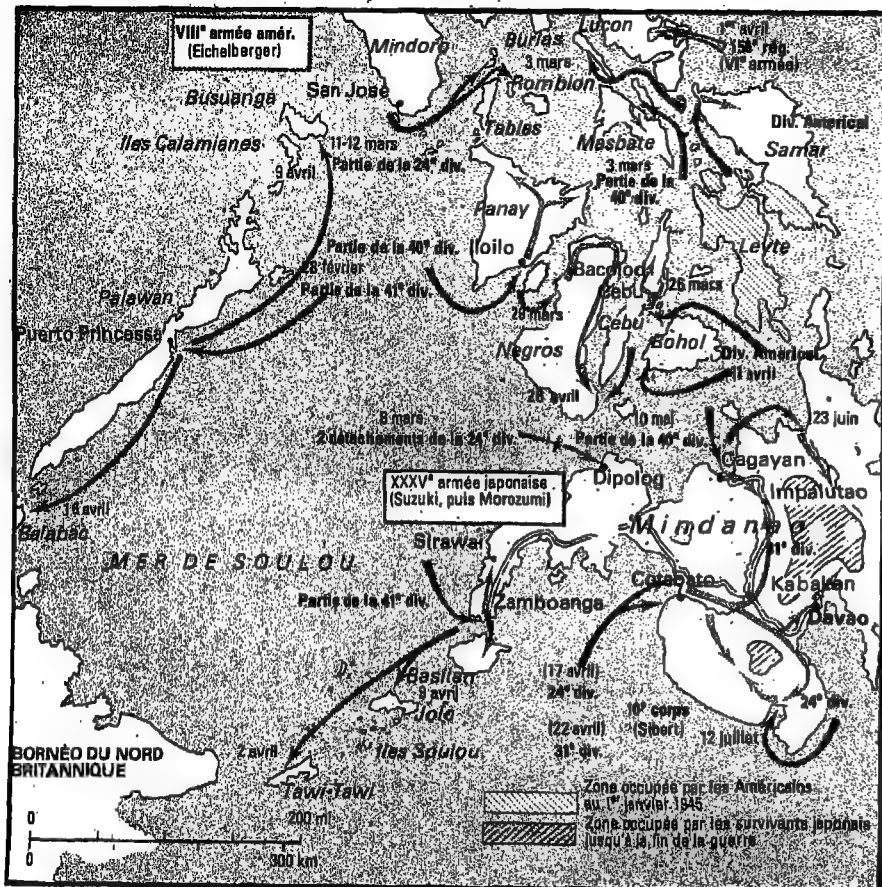 VIIIe armée amér.
(Eichelberger)
Mindoro
Burias
3 mars
Luçon
1er avril
158e rég.
(VIe armée)
Busuanga
San José
Romblon
Iles Calamianes
11-12 mars
Partie de la 24e div.
9 avril
Tables
Masbate
3 mars
Partie de la
40e div.
Div. Americal
Samar
Panay
Leyte
Partie de la 40e div.
Iloilo
28 février
Partie de la 41e div.
Bacolod
Cebu
26 mars
Palawan
Puerto Princessa
29 mars
Cebu
Bohol
Negros
Div. Americal
11 avril
26 avril
8 mars
2 détachements de la 24e div.
10 mai
Partie de la 40e div.
23 juin
Cagayan
Dipolog
Impalutao
XXXVe armée japonaise
(Suzuki, puis Morozumi)
Mindanao
16 avril
Balabac
MER DE SOULOU
Sirawai
31e div.
Cotabato
Kabakan
Partie de la 41e div.
Zamboanga
Davao
Basilan
9 avril
Jolo
(17 avril)
24e div.
(22 avril)
31e div.
10e corps
(Sibert)
24e div.
12 juillet
2 avril
Iles Soulou
BORNÉO DU NORD
BRITANNIQUE
Tawi-Tawi
Zone occupée par les Américains
au 1er janvier 1945
Zone occupée par les survivants japonais
jusqu'à la fin de la guerre
0 200 ml
0 300 km